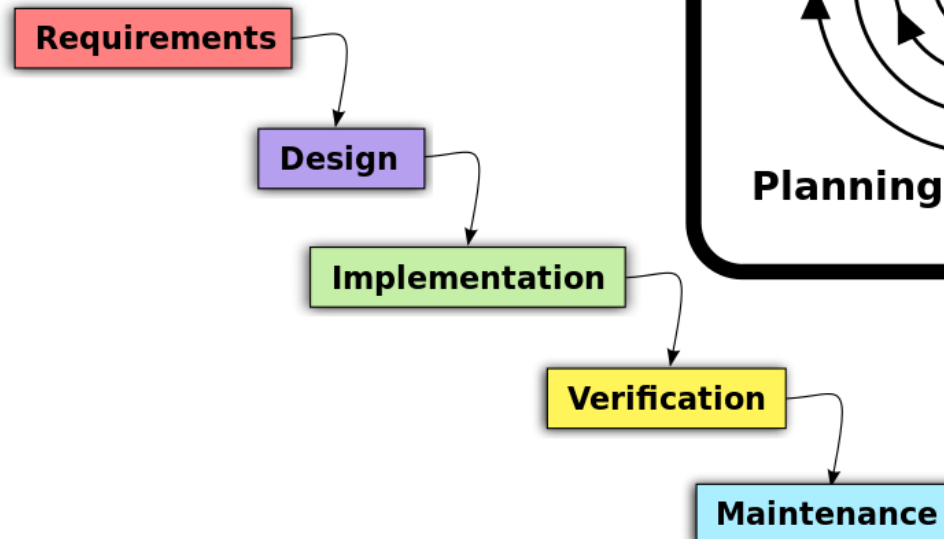 Requirements
Design
Planning
Implementation
Verification
Maintenance